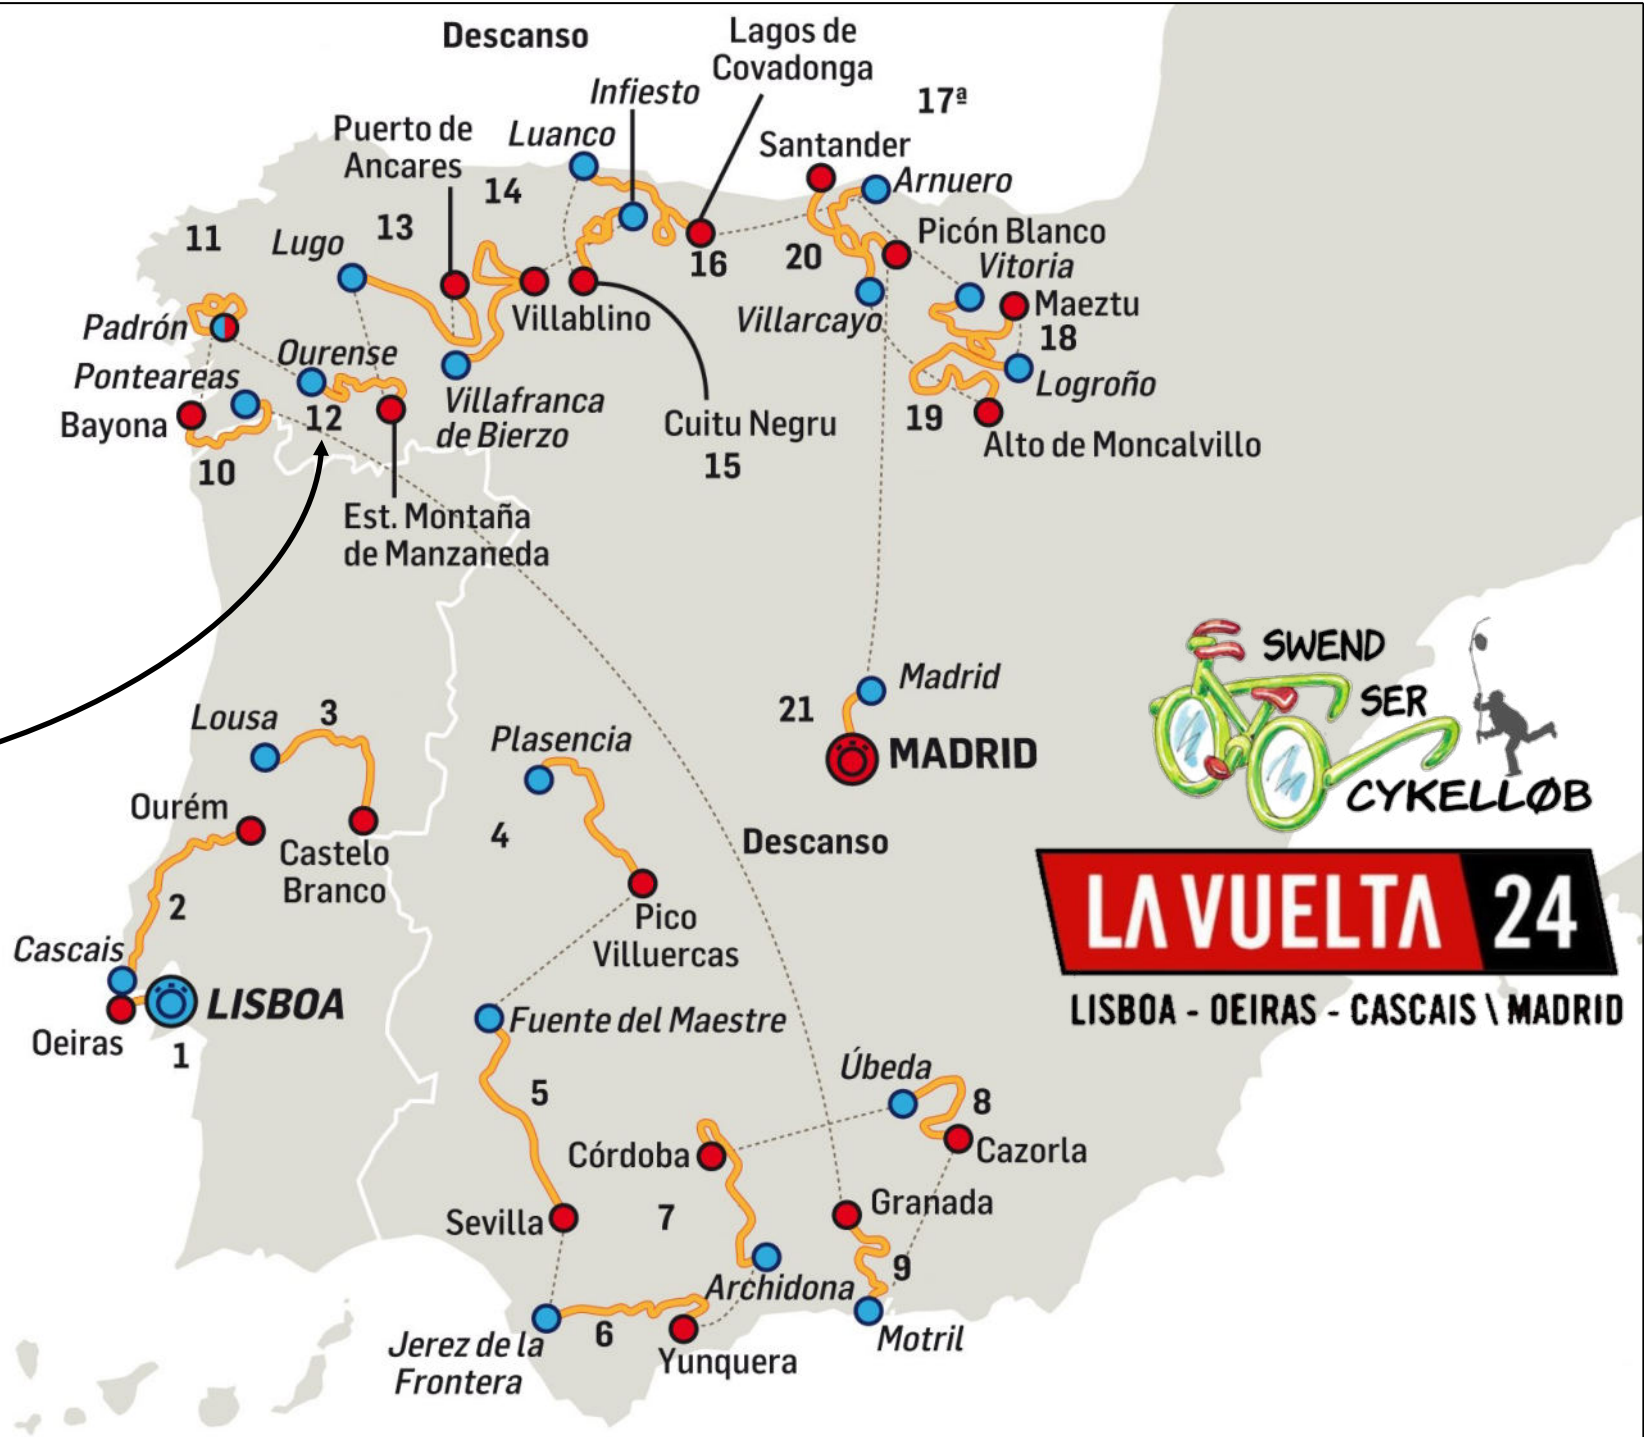 Descanso
Lagos de
Covadonga
Infiesto
17ª
Puerto de
Ancares
Luanco
Santander
14
Arnuero
11
Lugo
13
Picón Blanco
20
16
Vitoria
Padrón
Villablino
Villarcayo
Maeztu
18
Ourense
Ponteareas
Bayona
12
Villafranca
de Bierzo
Cuitu Negru
15
Logroño
19
Alto de Moncalvillo
10
Est. Montaña
de Manzaneda
SWEND
SER
CYKELLØB
Madrid
21
MADRID
Lousa
3
Plasencia
Ourém
4
Descanso
Castelo
Branco
2
Pico
Villuercas
LA VUELTA 24
LISBOA - OEIRAS - CASCAIS \ MADRID
Cascais
LISBOA
Oeiras
1
Fuente del Maestre
Úbeda
5
8
Córdoba
Cazorla
Granada
Sevilla
7
9
Archidona
Jerez de la
Frontera
6
Yunquera
Motril